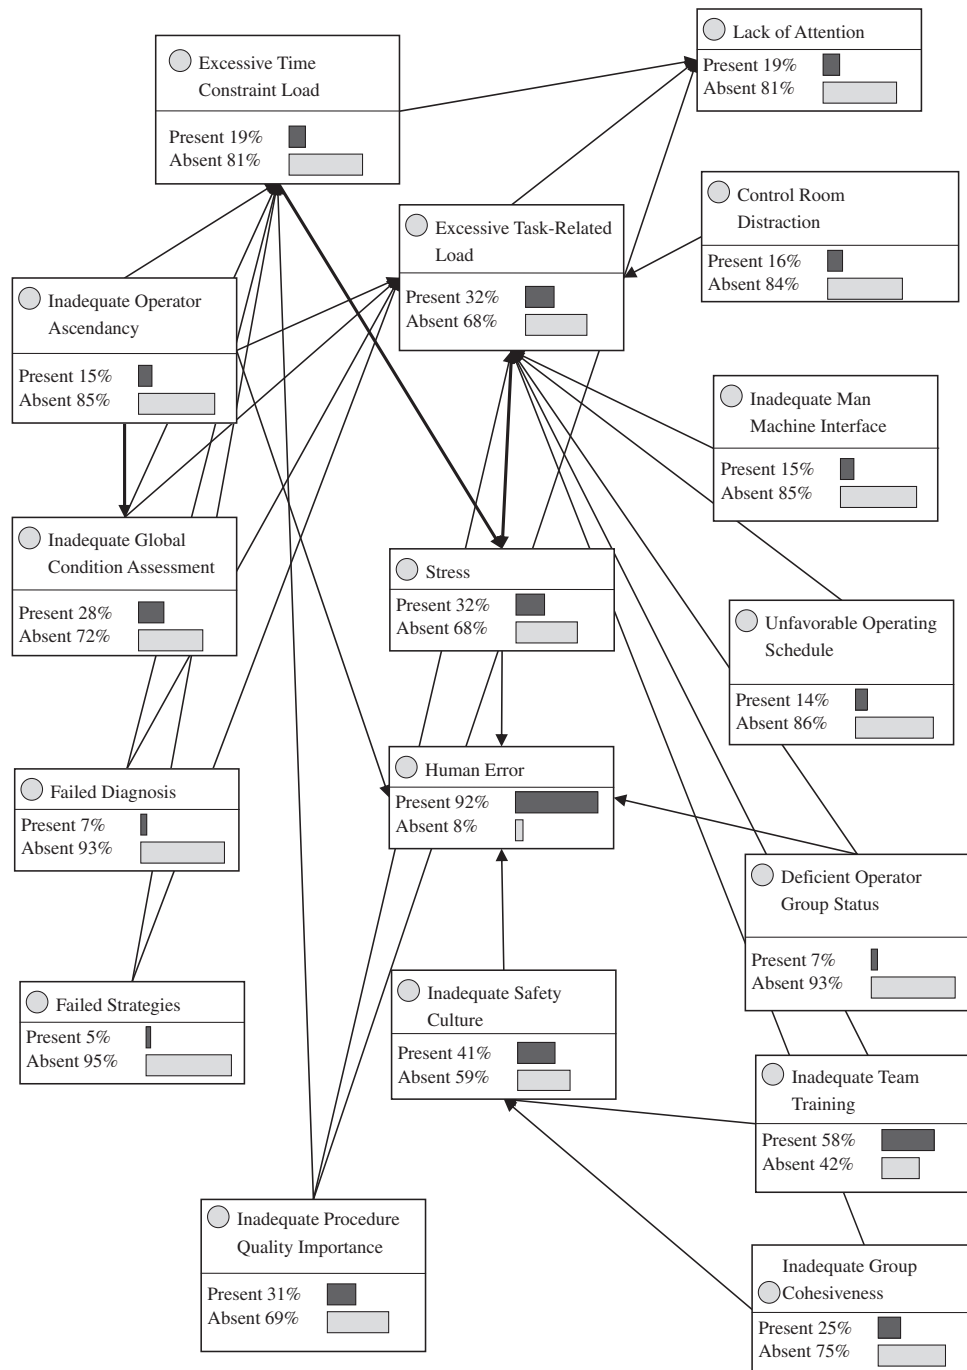 Lack of Attention
Present 19%
Absent 81%
Excessive Time
Constraint Load
Present 19%
Absent 81%
Control Room
Distraction
Present 16%
Absent 84%
Excessive Task-Related
Load
Present 32%
Absent 68%
Inadequate Operator
Ascendancy
Present 15%
Absent 85%
Inadequate Man
Machine Interface
Present 15%
Absent 85%
Inadequate Global
Condition Assessment
Present 28%
Absent 72%
Stress
Present 32%
Absent 68%
Unfavorable Operating
Schedule
Present 14%
Absent 86%
Failed Diagnosis
Present 7%
Absent 93%
Human Error
Present 92%
Absent 8%
Deficient Operator
Group Status
Present 7%
Absent 93%
Failed Strategies
Present 5%
Absent 95%
Inadequate Safety
Culture
Present 41%
Absent 59%
Inadequate Team
Training
Present 58%
Absent 42%
Inadequate Procedure
Quality Importance
Present 31%
Absent 69%
Inadequate Group
Cohesiveness
Present 25%
Absent 75%